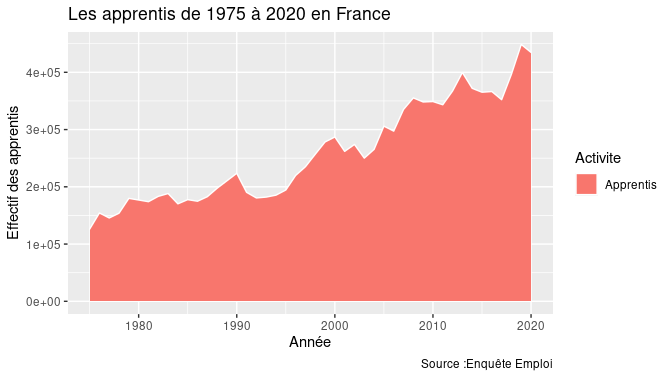 Les apprentis de 1975 à 2020 en France
Effectif des apprentis
4e+05
3e+05
2e+05
1e+05
0e+00
1980
1990
2000
2010
2020
Année
Activite
Apprentis
Source :Enquête Emploi